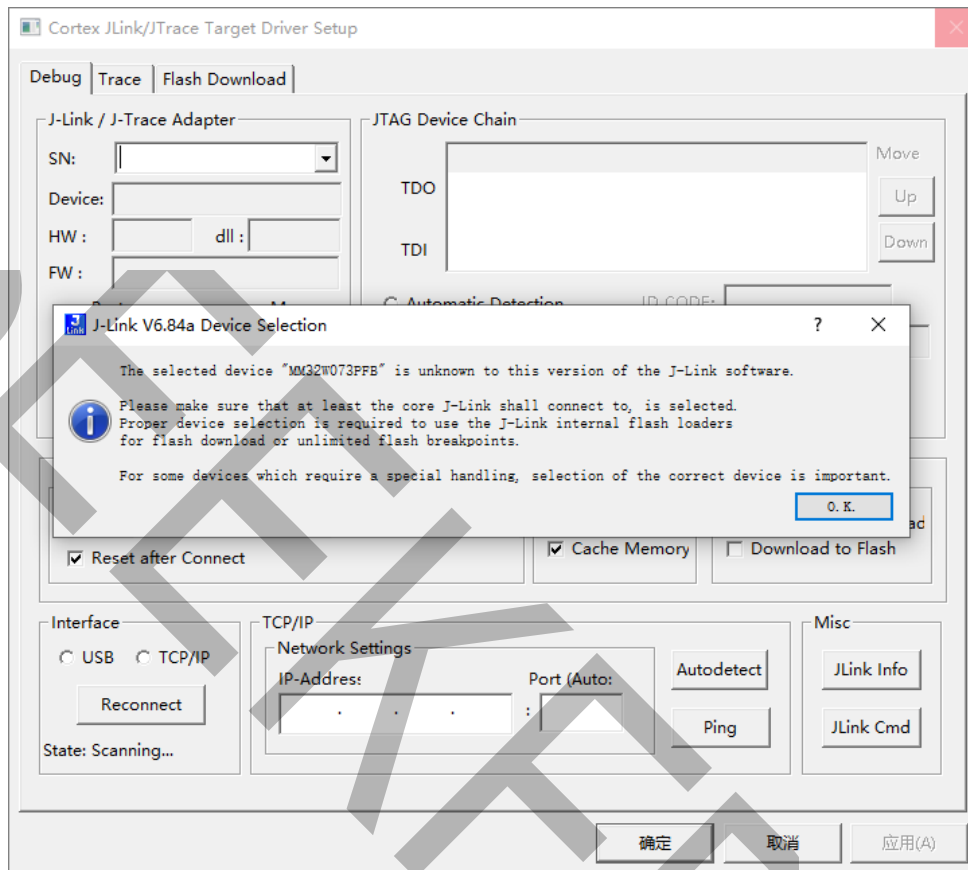 Cortex JLink/JTrace Target Driver Setup
Debug Trace Flash Download
J-Link / J-Trace Adapter
SN:
Device:
HW : dll :
FW :
JTAG Device Chain
TDO
TDI
Move
Up
Down
Automatic Detection ID CODE:
J-Link V6.84a Device Selection ?
The selected device "MM32W073PFB" is unknown to this version of the J-Link software.
Please make sure that at least the core J-Link shall connect to, is selected.
Proper device selection is required to use the J-Link internal flash loaders
for flash download or unlimited flash breakpoints.
For some devices which require a special handling, selection of the correct device is important.
O.K.
Reset after Connect
Cache Memory
Download to Flash
Interface
USB TCP/IP
Reconnect
State: Scanning...
TCP/IP
Network Settings
IP-Address Port (Auto:
. . . :
Autodetect
Ping
Misc
JLink Info
JLink Cmd
确定 取消 应用(A)